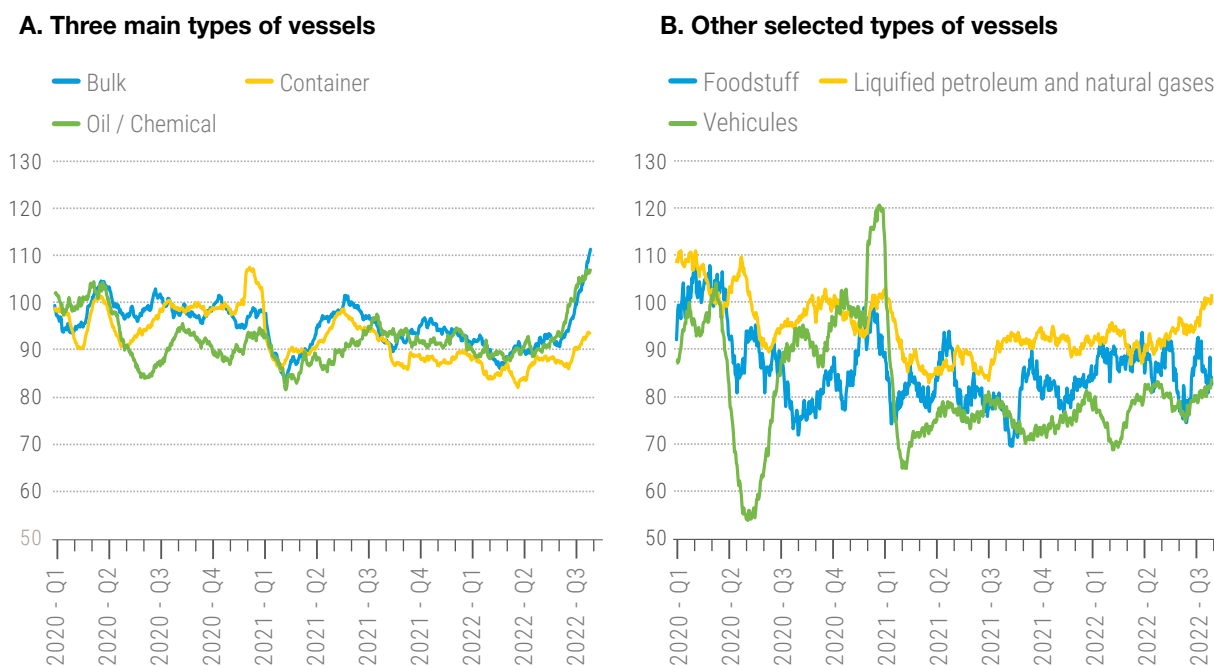 A. Three main types of vessels
Bulk
Container
Oil / Chemical
130
120
110
100
90
80
70
60
50
2020 - Q1
2020 - Q2
2020 - Q3
2020 - Q4
2021 - Q1
2021 - Q2
2021 - Q3
2021 - Q4
2022 - Q1
2022 - Q2
2022 - Q3
B. Other selected types of vessels
Foodstuff
Liquified petroleum and natural gases
Vehicules
130
120
110
100
90
80
70
60
50
2020 - Q1
2020 - Q2
2020 - Q3
2020 - Q4
2021 - Q1
2021 - Q2
2021 - Q3
2021 - Q4
2022 - Q1
2022 - Q2
2022 - Q3